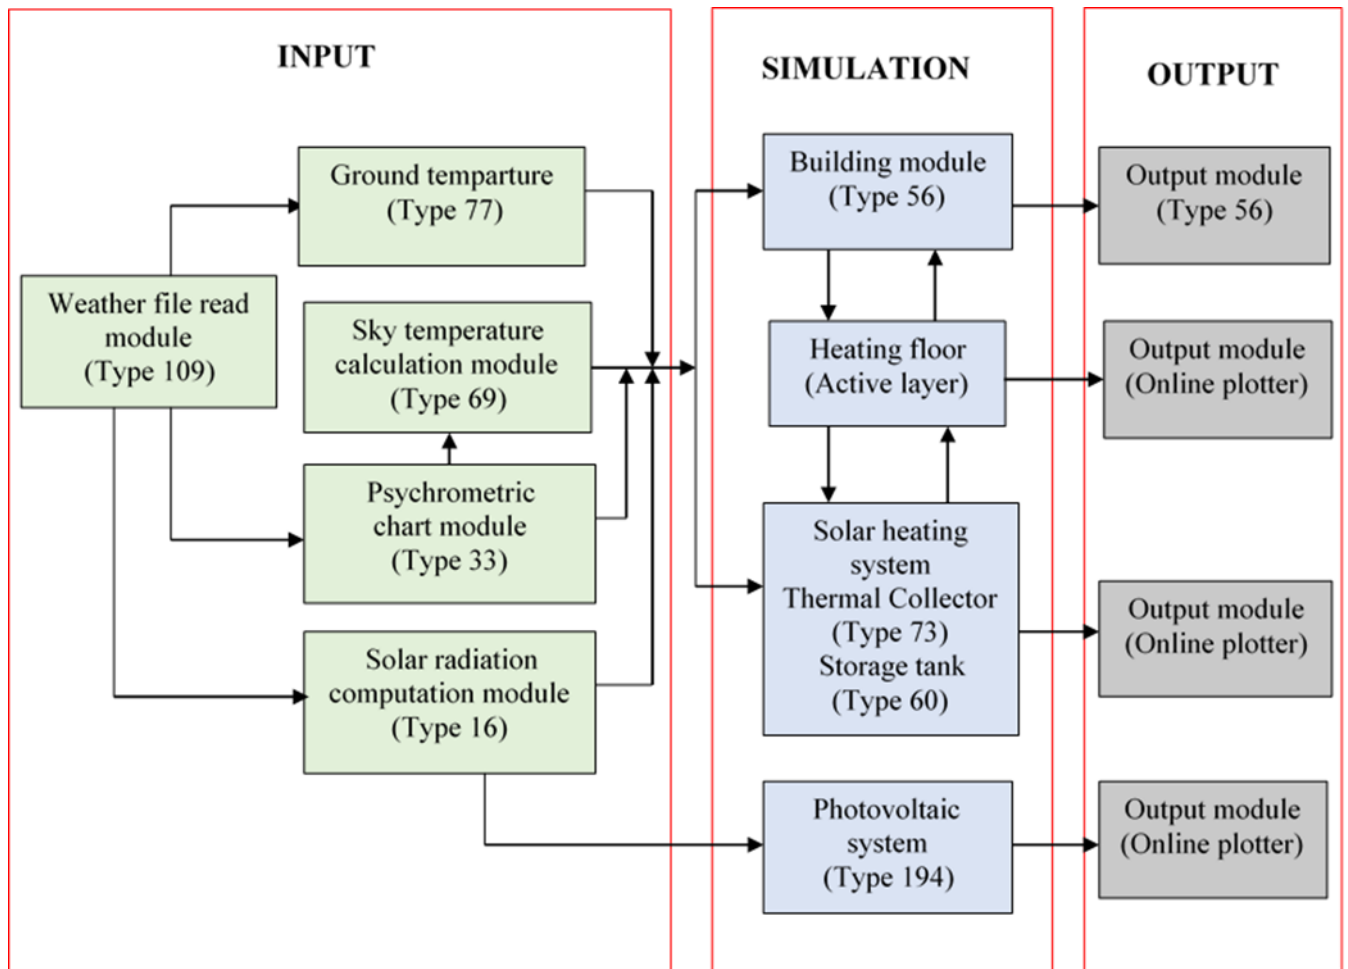 INPUT
Ground temparture
(Type 77)
Weather file read
module
(Type 109)
Sky temperature
calculation module
(Type 69)
Psychrometric
chart module
(Type 33)
Solar radiation
computation module
(Type 16)
SIMULATION
Building module
(Type 56)
Heating floor
(Active layer)
Solar heating
system
Thermal Collector
(Type 73)
Storage tank
(Type 60)
Photovoltaic
system
(Type 194)
OUTPUT
Output module
(Type 56)
Output module
(Online plotter)
Output module
(Online plotter)
Output module
(Online plotter)